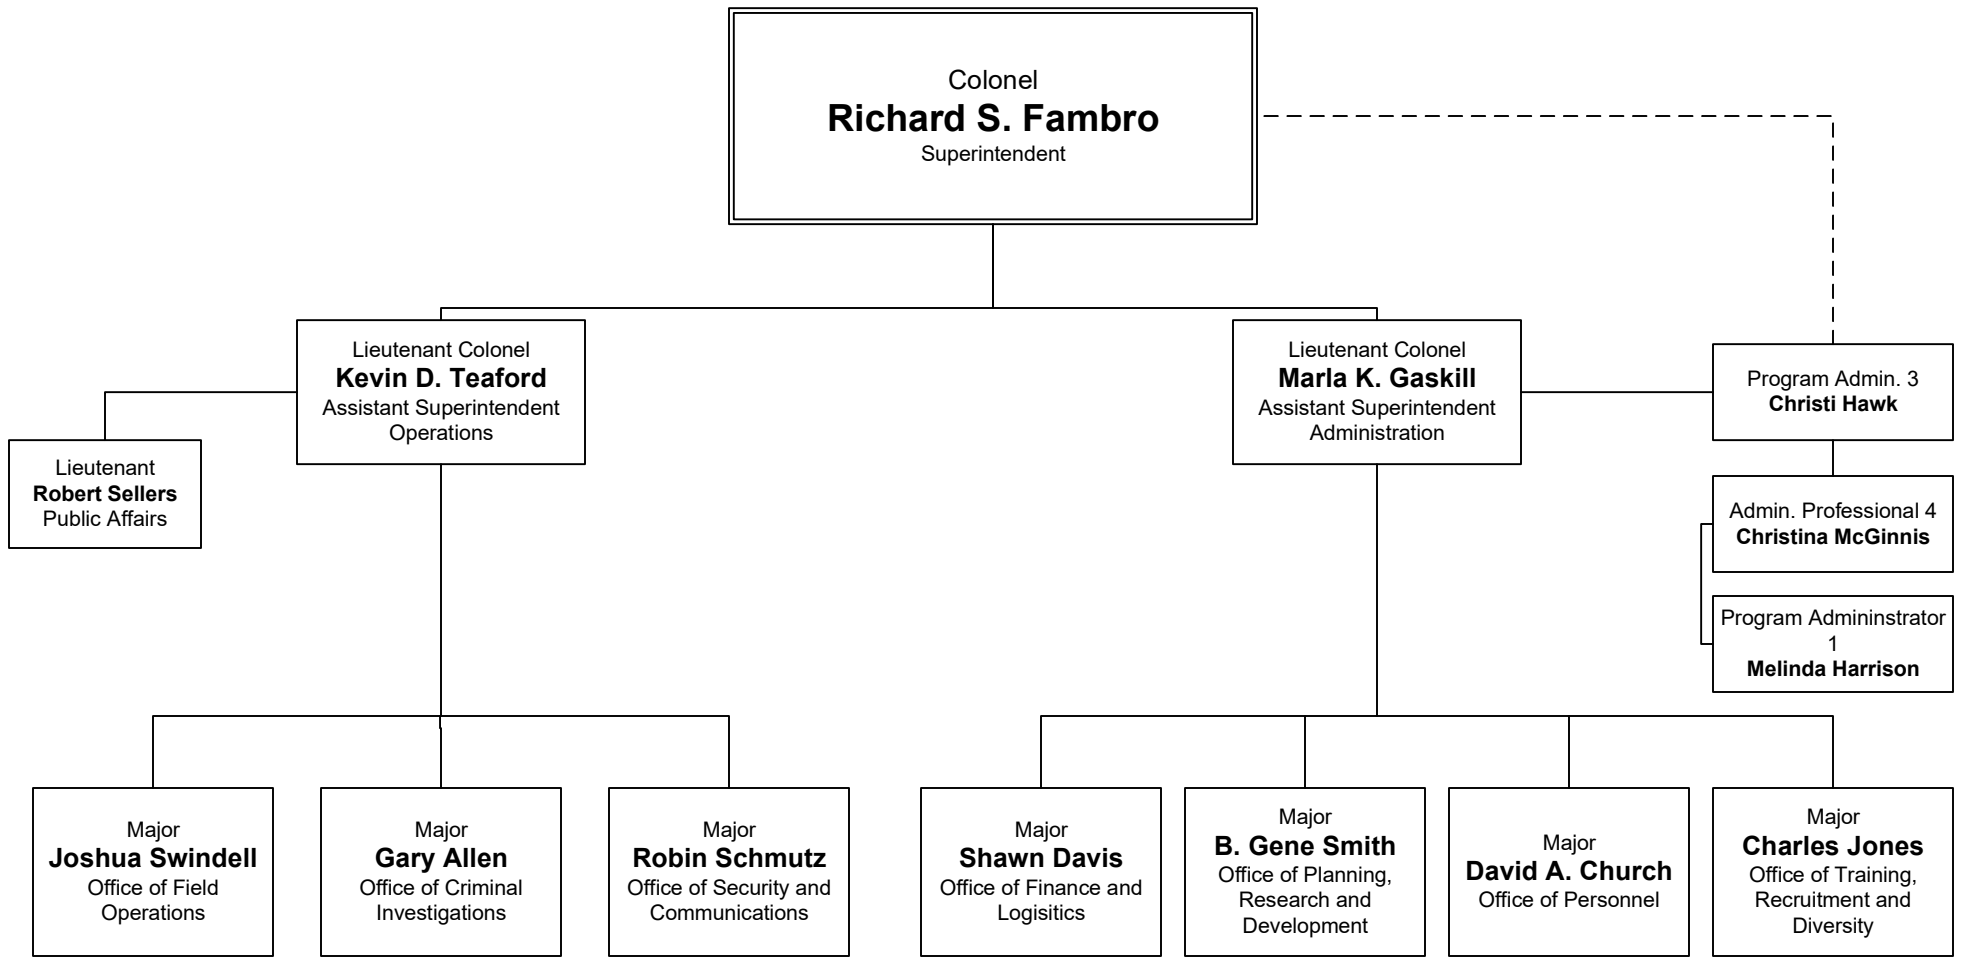 Colonel
Richard S. Fambro
Superintendent
Lieutenant Colonel
Kevin D. Teaford
Assistant Superintendent
Operations
Lieutenant Colonel
Marla K. Gaskill
Assistant Superintendent
Administration
Program Admin. 3
Christi Hawk
Lieutenant
Robert Sellers
Public Affairs
Admin. Professional 4
Christina McGinnis
Program Admininstrator
1
Melinda Harrison
Major
Joshua Swindell
Office of Field
Operations
Major
Gary Allen
Office of Criminal
Investigations
Major
Robin Schmutz
Office of Security and
Communications
Major
Shawn Davis
Office of Finance and
Logisitics
Major
B. Gene Smith
Office of Planning,
Research and
Development
Major
David A. Church
Office of Personnel
Major
Charles Jones
Office of Training,
Recruitment and
Diversity